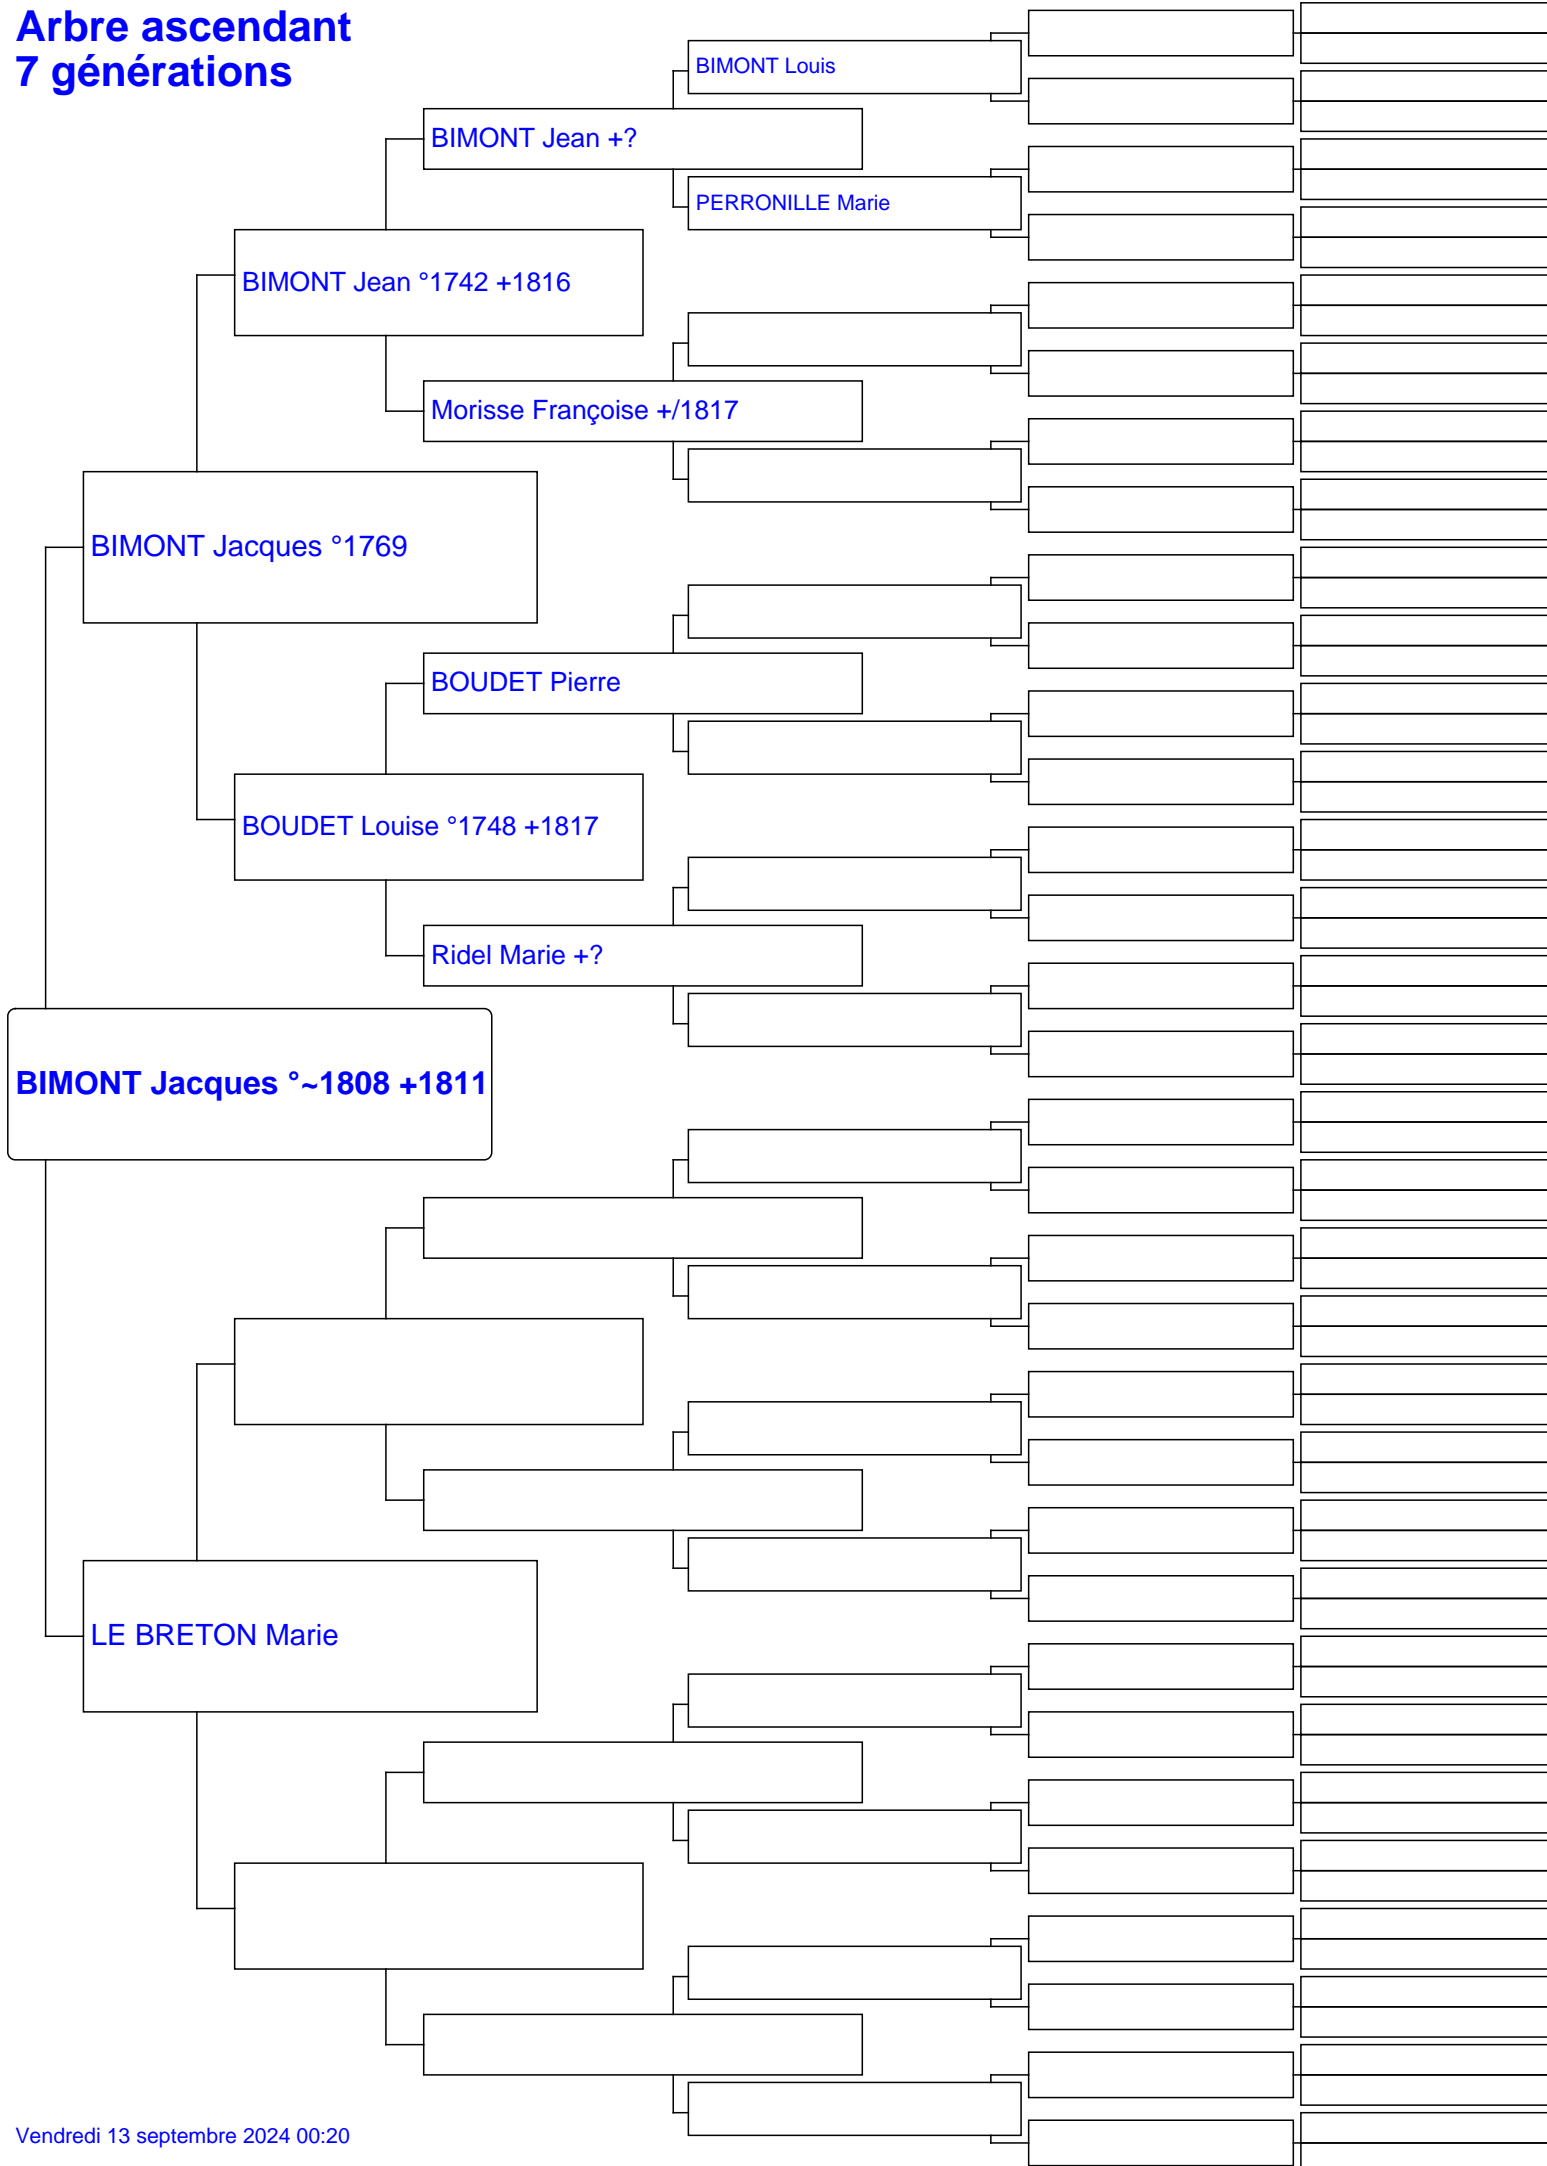 Arbre ascendant
7 générations
BIMONT Louis
BIMONT Jean +?
PERRONILLE Marie
BIMONT Jean °1742 +1816
Morisse Françoise +/1817
BIMONT Jacques °1769
BOUDET Pierre
BOUDET Louise °1748 +1817
Ridel Marie +?
BIMONT Jacques °~1808 +1811
LE BRETON Marie
Vendredi 13 septembre 2024 00:20